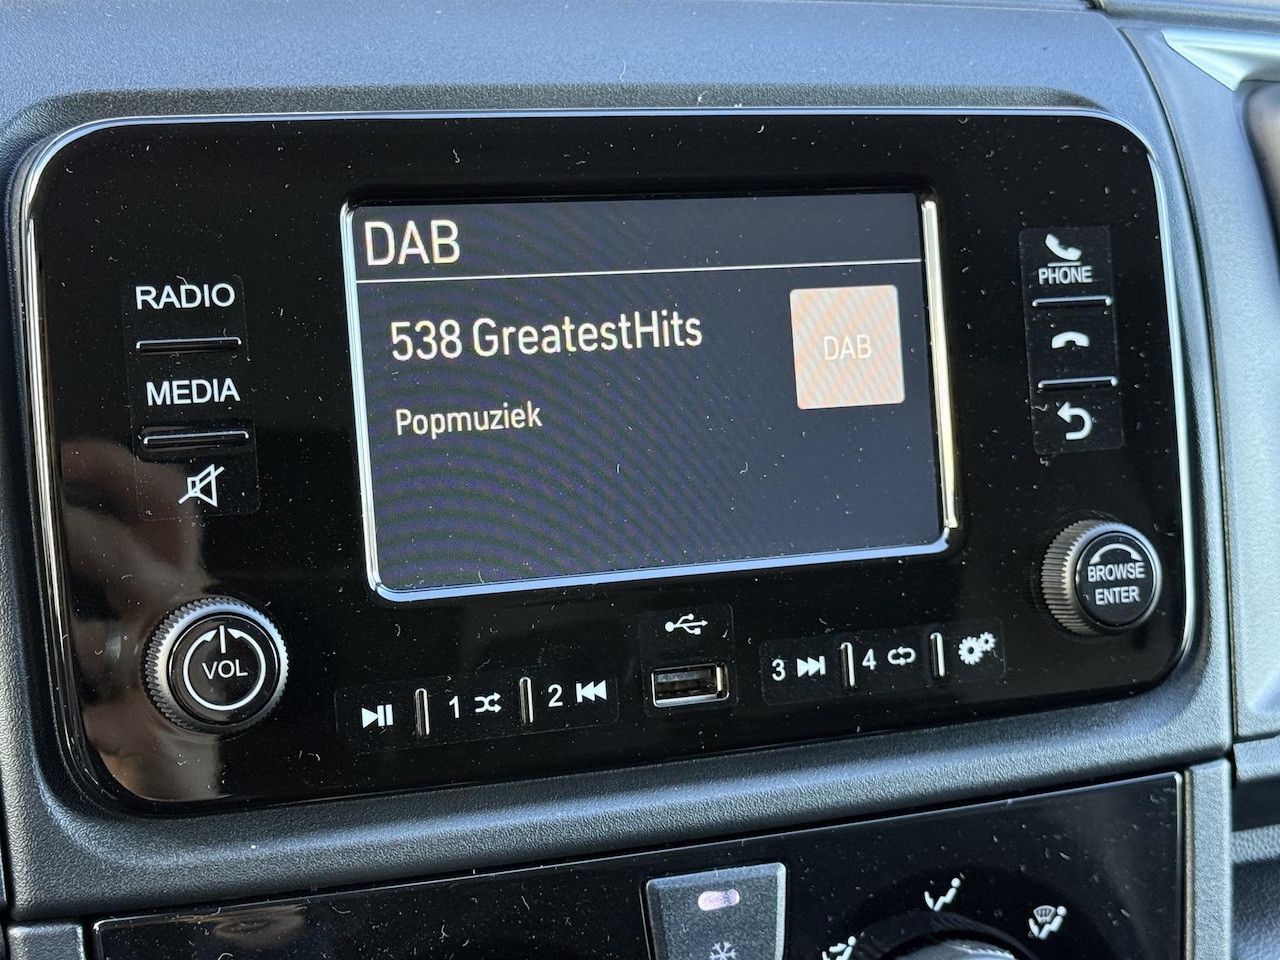 DAB
538 GreatestHits
DAB
Popmuziek
RADIO
MEDIA
VOL
1
2
3
4
PHONE
BROWSE
ENTER